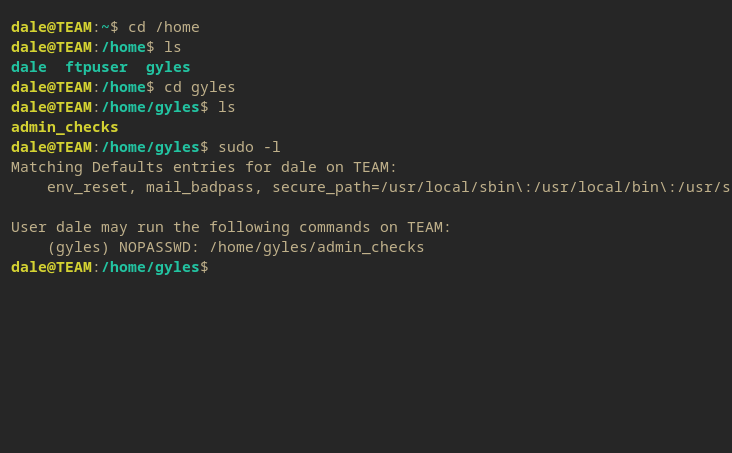 dale@TEAM:~$ cd /home
dale@TEAM:/home$ ls
dale  ftpuser  gyles
dale@TEAM:/home$ cd gyles
dale@TEAM:/home/gyles$ ls
admin_checks
dale@TEAM:/home/gyles$ sudo -l
Matching Defaults entries for dale on TEAM:
    env_reset, mail_badpass, secure_path=/usr/local/sbin\:/usr/local/bin\:/usr/s

User dale may run the following commands on TEAM:
    (gyles) NOPASSWD: /home/gyles/admin_checks
dale@TEAM:/home/gyles$